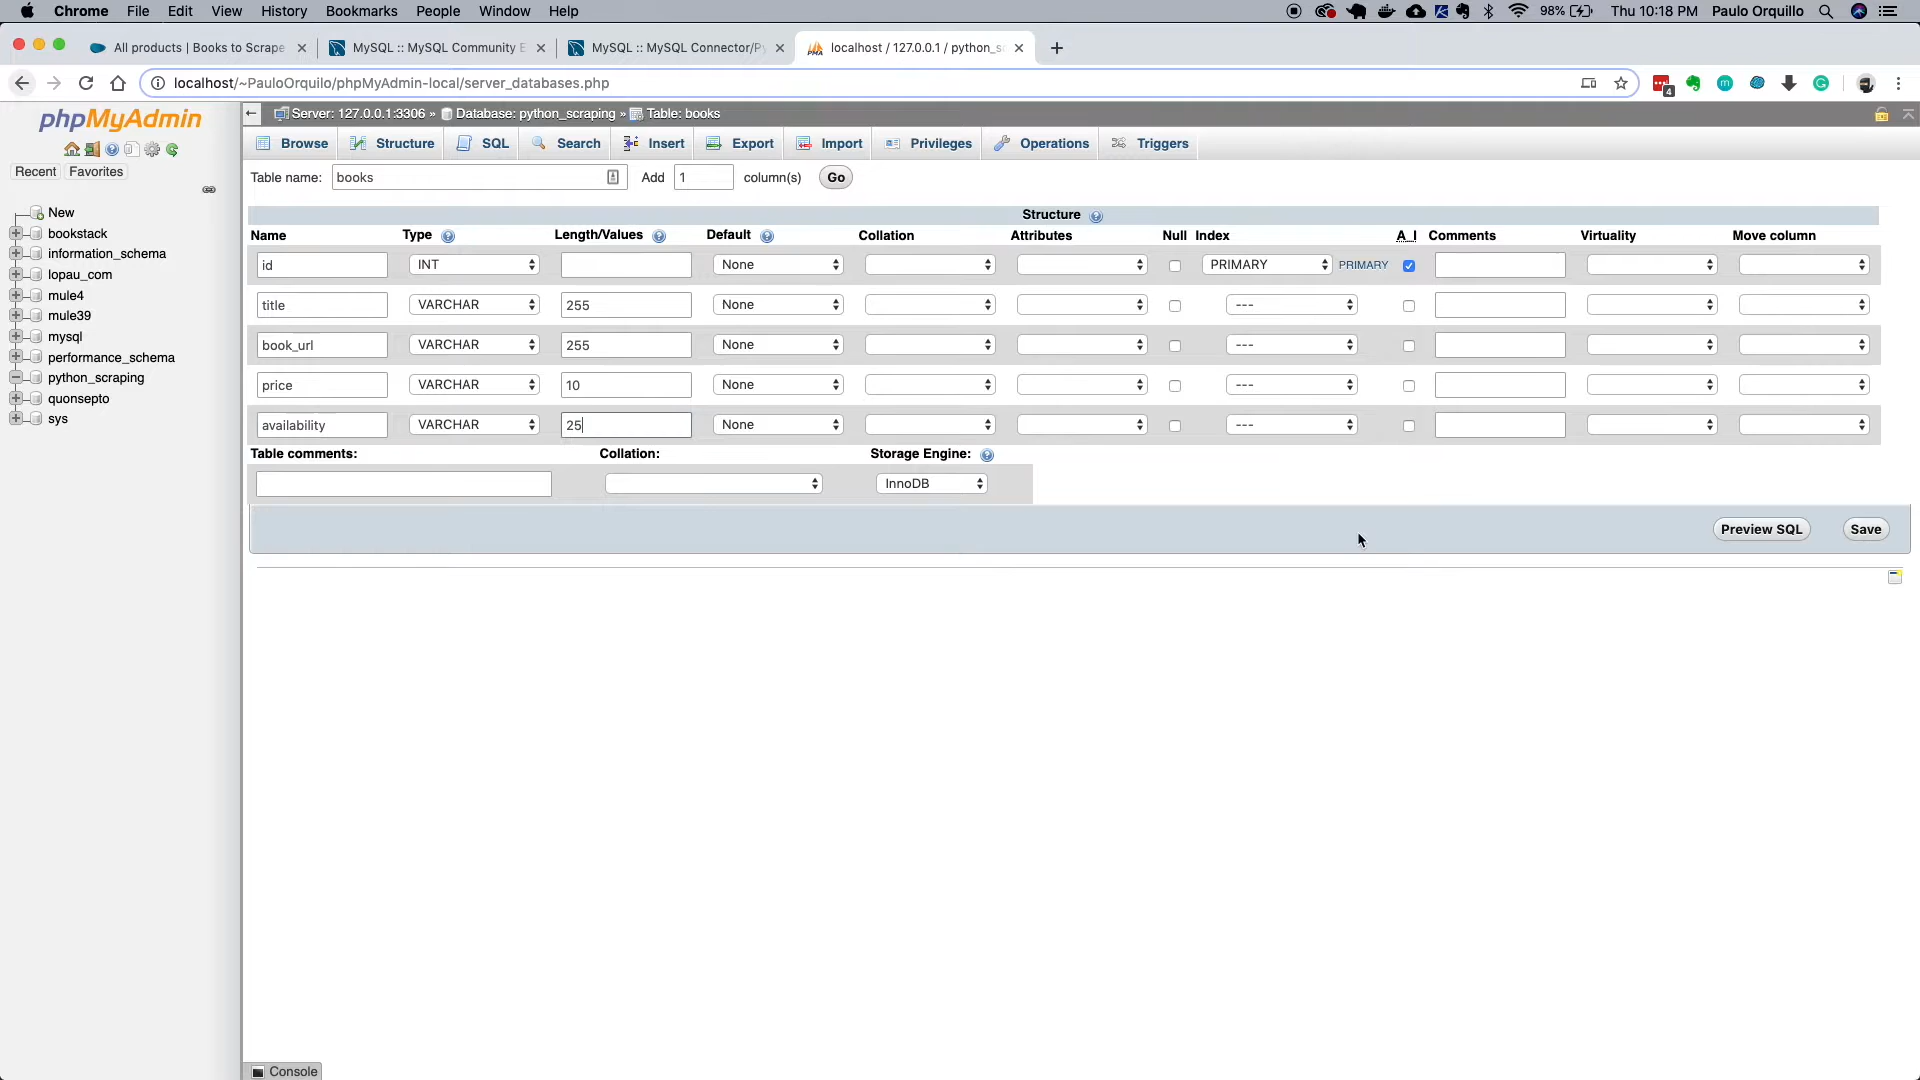 Chrome File Edit View History Bookmarks People Window Help 98% Thu 10:18 PM Paulo Orquillo
All products | Books to Scrape MySQL :: MySQL Community E MySQL :: MySQL Connector/Py localhost / 127.0.0.1 / python_sc
localhost/~PauloOrquilo/phpMyAdmin-local/server_databases.php 4
phpMyAdmin
Recent Favorites
New
bookstack
information_schema
lopau_com
mule4
mule39
mysql
performance_schema
python_scraping
quonsepto
sys
Server: 127.0.0.1:3306 » Database: python_scraping » Table: books
Browse Structure SQL Search Insert Export Import Privileges Operations Triggers
Table name: books Add 1 column(s) Go
Structure
Name Type Length/Values Default Collation Attributes Null Index A_I Comments Virtuality Move column
id INT None PRIMARY PRIMARY
title VARCHAR 255 None ---
book_url VARCHAR 255 None ---
price VARCHAR 10 None ---
availability VARCHAR 25 None ---
Table comments: Collation: Storage Engine:
InnoDB
Preview SQL Save
Console